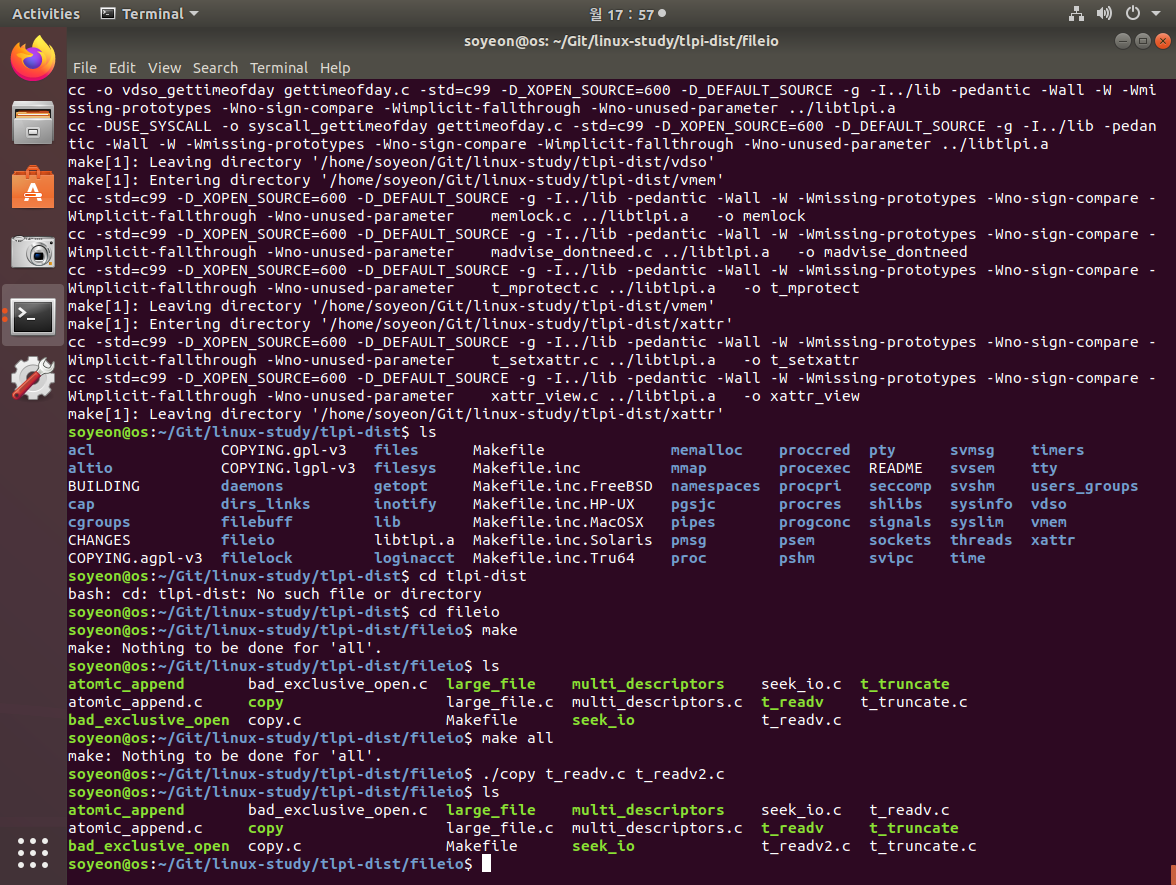 Activities Terminal 월 17 : 57
soyeon@os: ~/Git/linux-study/tlpi-dist/fileio
File Edit View Search Terminal Help
cc -o vdso_gettimeofday gettimeofday.c -std=c99 -D_XOPEN_SOURCE=600 -D_DEFAULT_SOURCE -g -I../lib -pedantic -Wall -W -Wmi
ssing-prototypes -Wno-sign-compare -Wimplicit-fallthrough -Wno-unused-parameter ../libtlpi.a
cc -DUSE_SYSCALL -o syscall_gettimeofday gettimeofday.c -std=c99 -D_XOPEN_SOURCE=600 -D_DEFAULT_SOURCE -g -I../lib -pedan
tic -Wall -W -Wmissing-prototypes -Wno-sign-compare -Wimplicit-fallthrough -Wno-unused-parameter ../libtlpi.a
make[1]: Leaving directory '/home/soyeon/Git/linux-study/tlpi-dist/vdso'
make[1]: Entering directory '/home/soyeon/Git/linux-study/tlpi-dist/vmem'
cc -std=c99 -D_XOPEN_SOURCE=600 -D_DEFAULT_SOURCE -g -I../lib -pedantic -Wall -W -Wmissing-prototypes -Wno-sign-compare -
Wimplicit-fallthrough -Wno-unused-parameter    memlock.c ../libtlpi.a   -o memlock
cc -std=c99 -D_XOPEN_SOURCE=600 -D_DEFAULT_SOURCE -g -I../lib -pedantic -Wall -W -Wmissing-prototypes -Wno-sign-compare -
Wimplicit-fallthrough -Wno-unused-parameter    madvise_dontneed.c ../libtlpi.a   -o madvise_dontneed
cc -std=c99 -D_XOPEN_SOURCE=600 -D_DEFAULT_SOURCE -g -I../lib -pedantic -Wall -W -Wmissing-prototypes -Wno-sign-compare -
Wimplicit-fallthrough -Wno-unused-parameter    t_mprotect.c ../libtlpi.a   -o t_mprotect
make[1]: Leaving directory '/home/soyeon/Git/linux-study/tlpi-dist/vmem'
make[1]: Entering directory '/home/soyeon/Git/linux-study/tlpi-dist/xattr'
cc -std=c99 -D_XOPEN_SOURCE=600 -D_DEFAULT_SOURCE -g -I../lib -pedantic -Wall -W -Wmissing-prototypes -Wno-sign-compare -
Wimplicit-fallthrough -Wno-unused-parameter    t_setxattr.c ../libtlpi.a   -o t_setxattr
cc -std=c99 -D_XOPEN_SOURCE=600 -D_DEFAULT_SOURCE -g -I../lib -pedantic -Wall -W -Wmissing-prototypes -Wno-sign-compare -
Wimplicit-fallthrough -Wno-unused-parameter    xattr_view.c ../libtlpi.a   -o xattr_view
make[1]: Leaving directory '/home/soyeon/Git/linux-study/tlpi-dist/xattr'
soyeon@os:~/Git/linux-study/tlpi-dist$ ls
acl COPYING.gpl-v3 files Makefile memalloc proccred pty svmsg timers
altio COPYING.lgpl-v3 filesys Makefile.inc mmap procexec README svsem tty
BUILDING daemons getopt Makefile.inc.FreeBSD namespaces procpri seccomp svshm users_groups
cap dirs_links inotify Makefile.inc.HP-UX pgsjc procres shlibs sysinfo vdso
cgroups filebuff lib Makefile.inc.MacOSX pipes progconc signals syslim vmem
CHANGES fileio libtlpi.a Makefile.inc.Solaris pmsg psem sockets threads xattr
COPYING.agpl-v3 filelock loginacct Makefile.inc.Tru64 proc pshm svipc time
soyeon@os:~/Git/linux-study/tlpi-dist$ cd tlpi-dist
bash: cd: tlpi-dist: No such file or directory
soyeon@os:~/Git/linux-study/tlpi-dist$ cd fileio
soyeon@os:~/Git/linux-study/tlpi-dist/fileio$ make
make: Nothing to be done for 'all'.
soyeon@os:~/Git/linux-study/tlpi-dist/fileio$ ls
atomic_append bad_exclusive_open.c large_file multi_descriptors seek_io.c t_truncate
atomic_append.c copy large_file.c multi_descriptors.c t_readv t_truncate.c
bad_exclusive_open copy.c Makefile seek_io t_readv.c
soyeon@os:~/Git/linux-study/tlpi-dist/fileio$ make all
make: Nothing to be done for 'all'.
soyeon@os:~/Git/linux-study/tlpi-dist/fileio$ ./copy t_readv.c t_readv2.c
soyeon@os:~/Git/linux-study/tlpi-dist/fileio$ ls
atomic_append bad_exclusive_open.c large_file multi_descriptors seek_io.c t_readv.c
atomic_append.c copy large_file.c multi_descriptors.c t_readv t_truncate
bad_exclusive_open copy.c Makefile seek_io t_readv2.c t_truncate.c
soyeon@os:~/Git/linux-study/tlpi-dist/fileio$